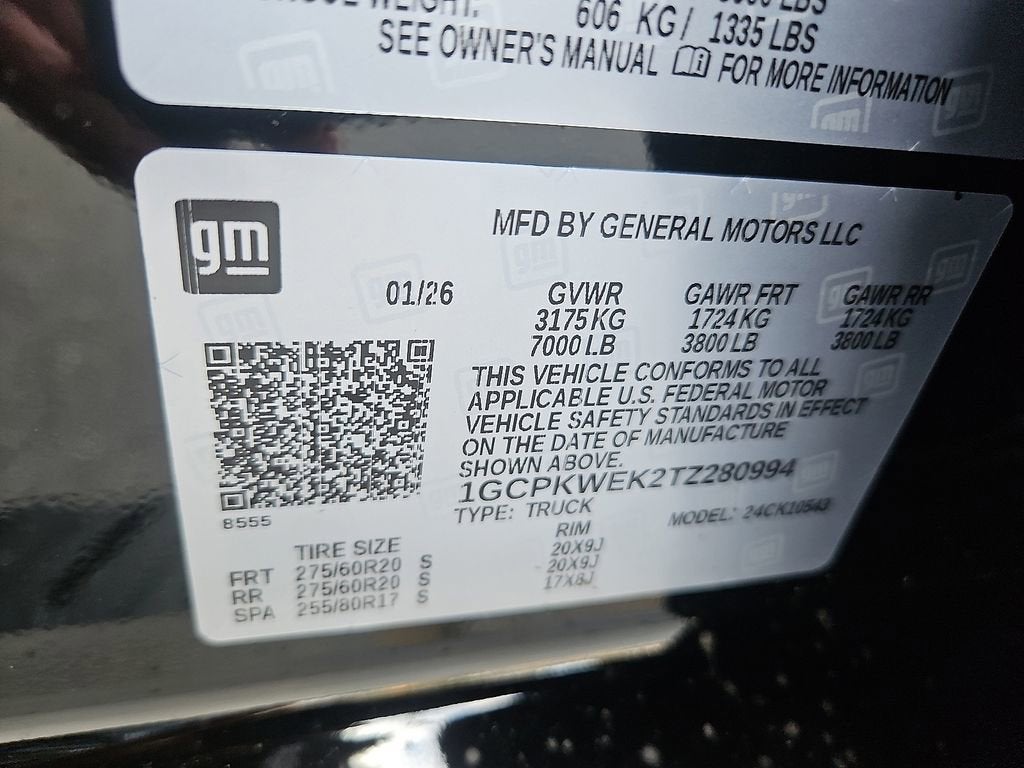 606 KG / 1335 LBS
SEE OWNER'S MANUAL FOR MORE INFORMATION
gm
MFD BY GENERAL MOTORS LLC
01/26 GVWR GAWR FRT GAWR RR
3175 KG 1724 KG 1724 KG
7000 LB 3800 LB 3800 LB
THIS VEHICLE CONFORMS TO ALL
APPLICABLE U.S. FEDERAL MOTOR
VEHICLE SAFETY STANDARDS IN EFFECT
ON THE DATE OF MANUFACTURE
SHOWN ABOVE.
1GCPKWEK2TZ280994
TYPE: TRUCK MODEL: 24CK10543
8555
TIRE SIZE RIM
FRT 275/60R20 S 20X9J
RR 275/60R20 S 20X9J
SPA 255/80R17 S 17X8J